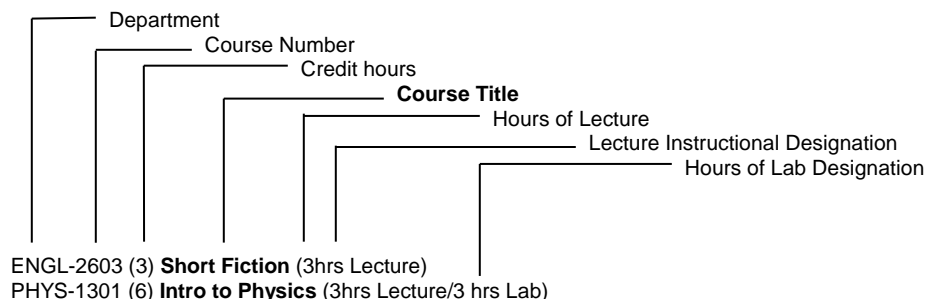 Department
Course Number
Credit hours
Course Title
Hours of Lecture
Lecture Instructional Designation
Hours of Lab Designation
ENGL-2603 (3) Short Fiction (3hrs Lecture)
PHYS-1301 (6) Intro to Physics (3hrs Lecture/3 hrs Lab)